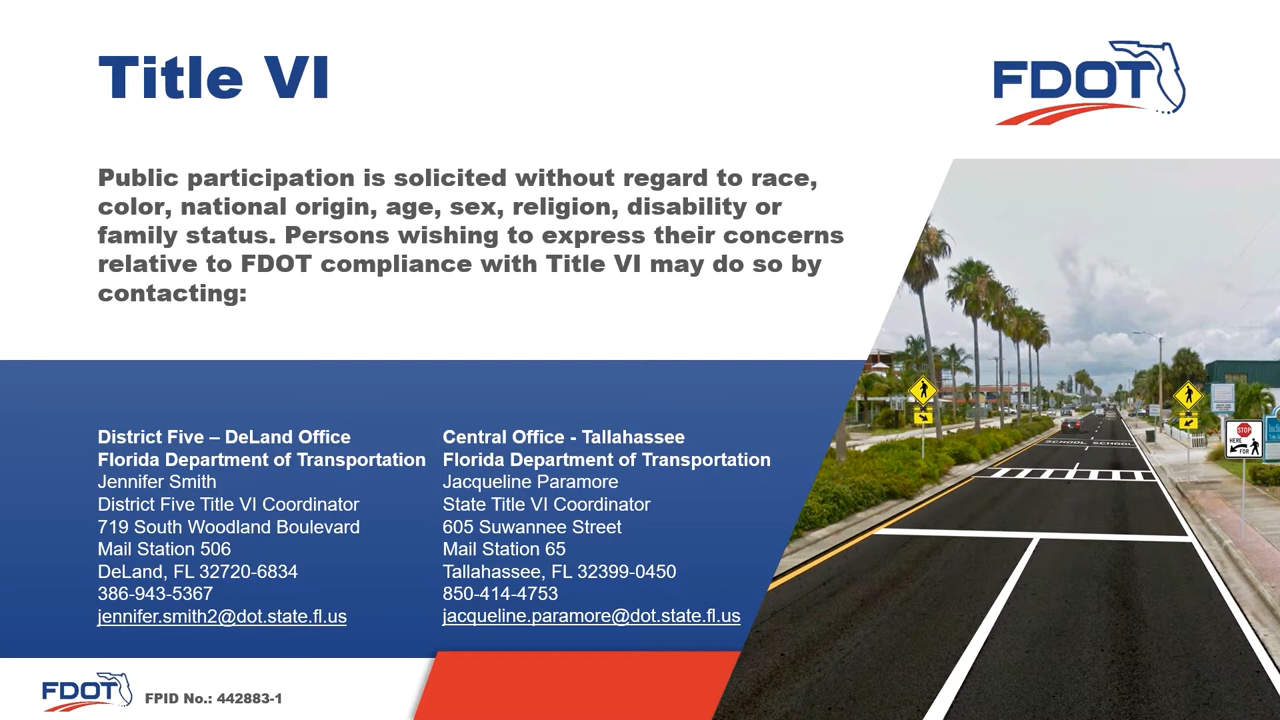 Title VI
FDOT
Public participation is solicited without regard to race,
color, national origin, age, sex, religion, disability or
family status. Persons wishing to express their concerns
relative to FDOT compliance with Title VI may do so by
contacting:
District Five – DeLand Office
Florida Department of Transportation
Jennifer Smith
District Five Title VI Coordinator
719 South Woodland Boulevard
Mail Station 506
DeLand, FL 32720-6834
386-943-5367
jennifer.smith2@dot.state.fl.us
Central Office - Tallahassee
Florida Department of Transportation
Jacqueline Paramore
State Title VI Coordinator
605 Suwannee Street
Mail Station 65
Tallahassee, FL 32399-0450
850-414-4753
jacqueline.paramore@dot.state.fl.us
SCHOOL SCHOOL
STOP
HERE
FOR
FDOT
FPID No.: 442883-1